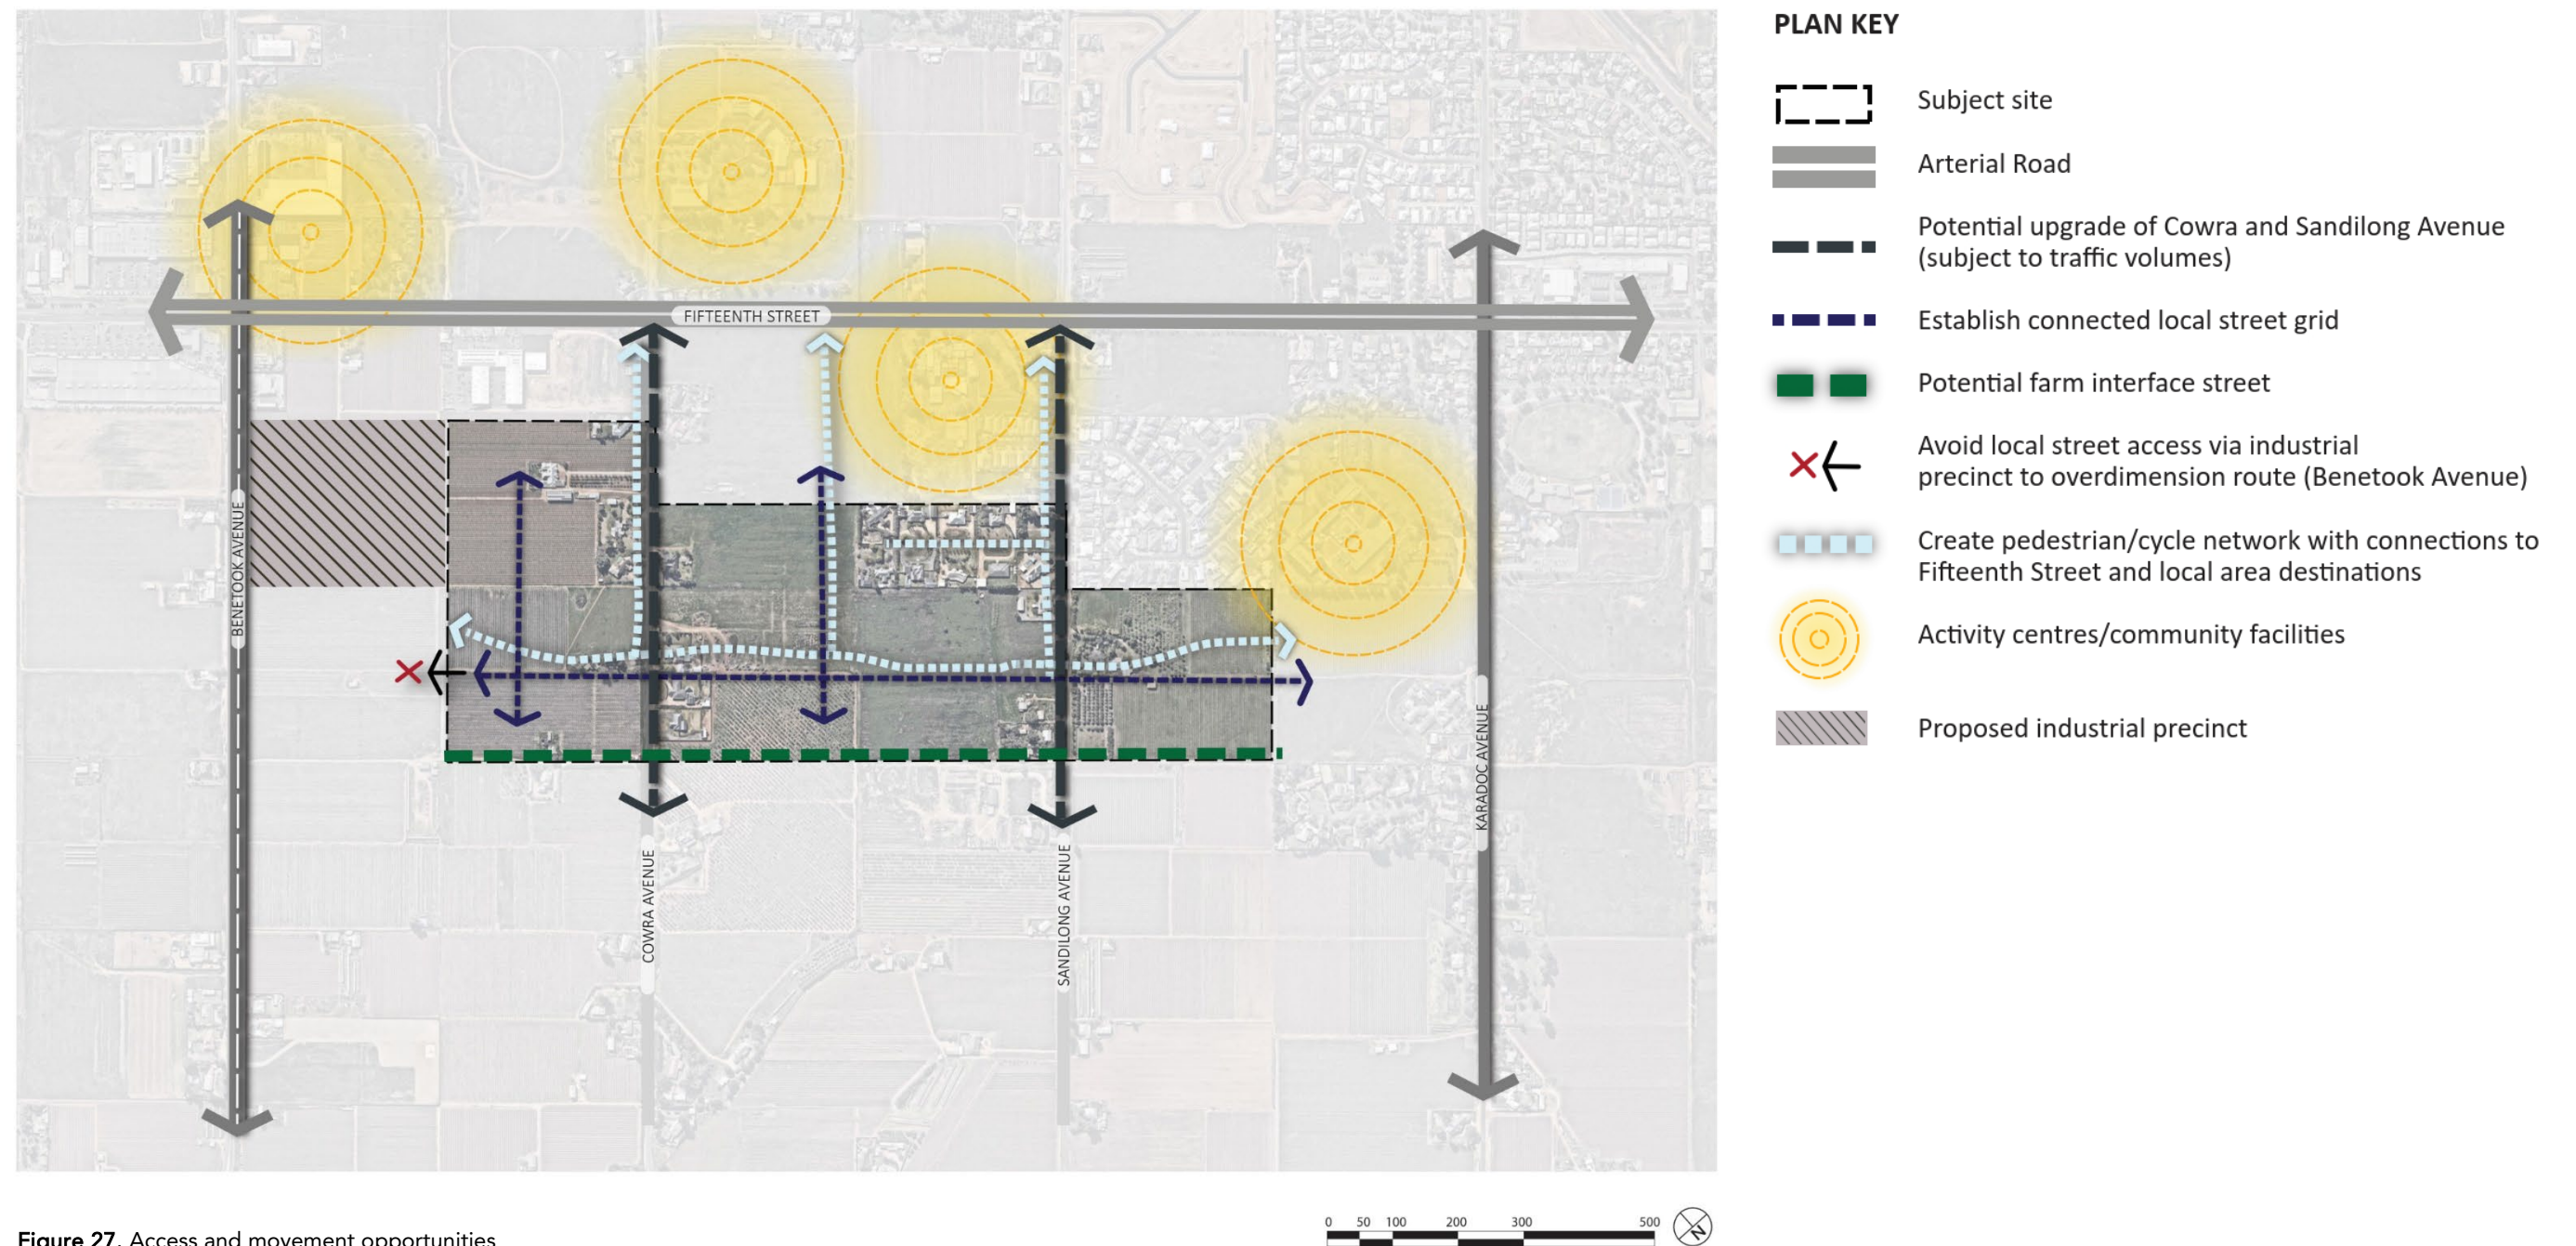 PLAN KEY
Subject site
Arterial Road
Potential upgrade of Cowra and Sandilong Avenue
(subject to traffic volumes)
Establish connected local street grid
Potential farm interface street
Avoid local street access via industrial
precinct to overdimension route (Benetook Avenue)
Create pedestrian/cycle network with connections to
Fifteenth Street and local area destinations
Activity centres/community facilities
Proposed industrial precinct
FIFTEENTH STREET
BENETOOK AVENUE
COWRA AVENUE
SANDILONG AVENUE
KARADOC AVENUE
0 50 100 200 300 500
N
Figure 27. Access and movement opportunities